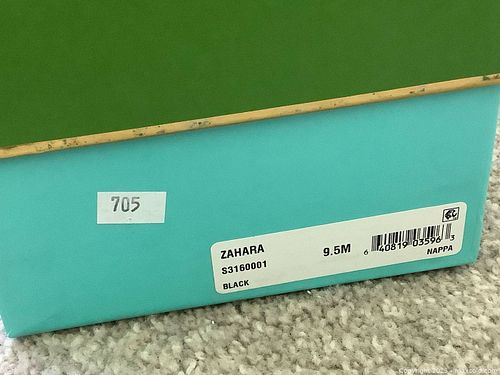 705
ZAHARA
9.5M
S3160001
BLACK
6 40819 03596 3
NAPPA